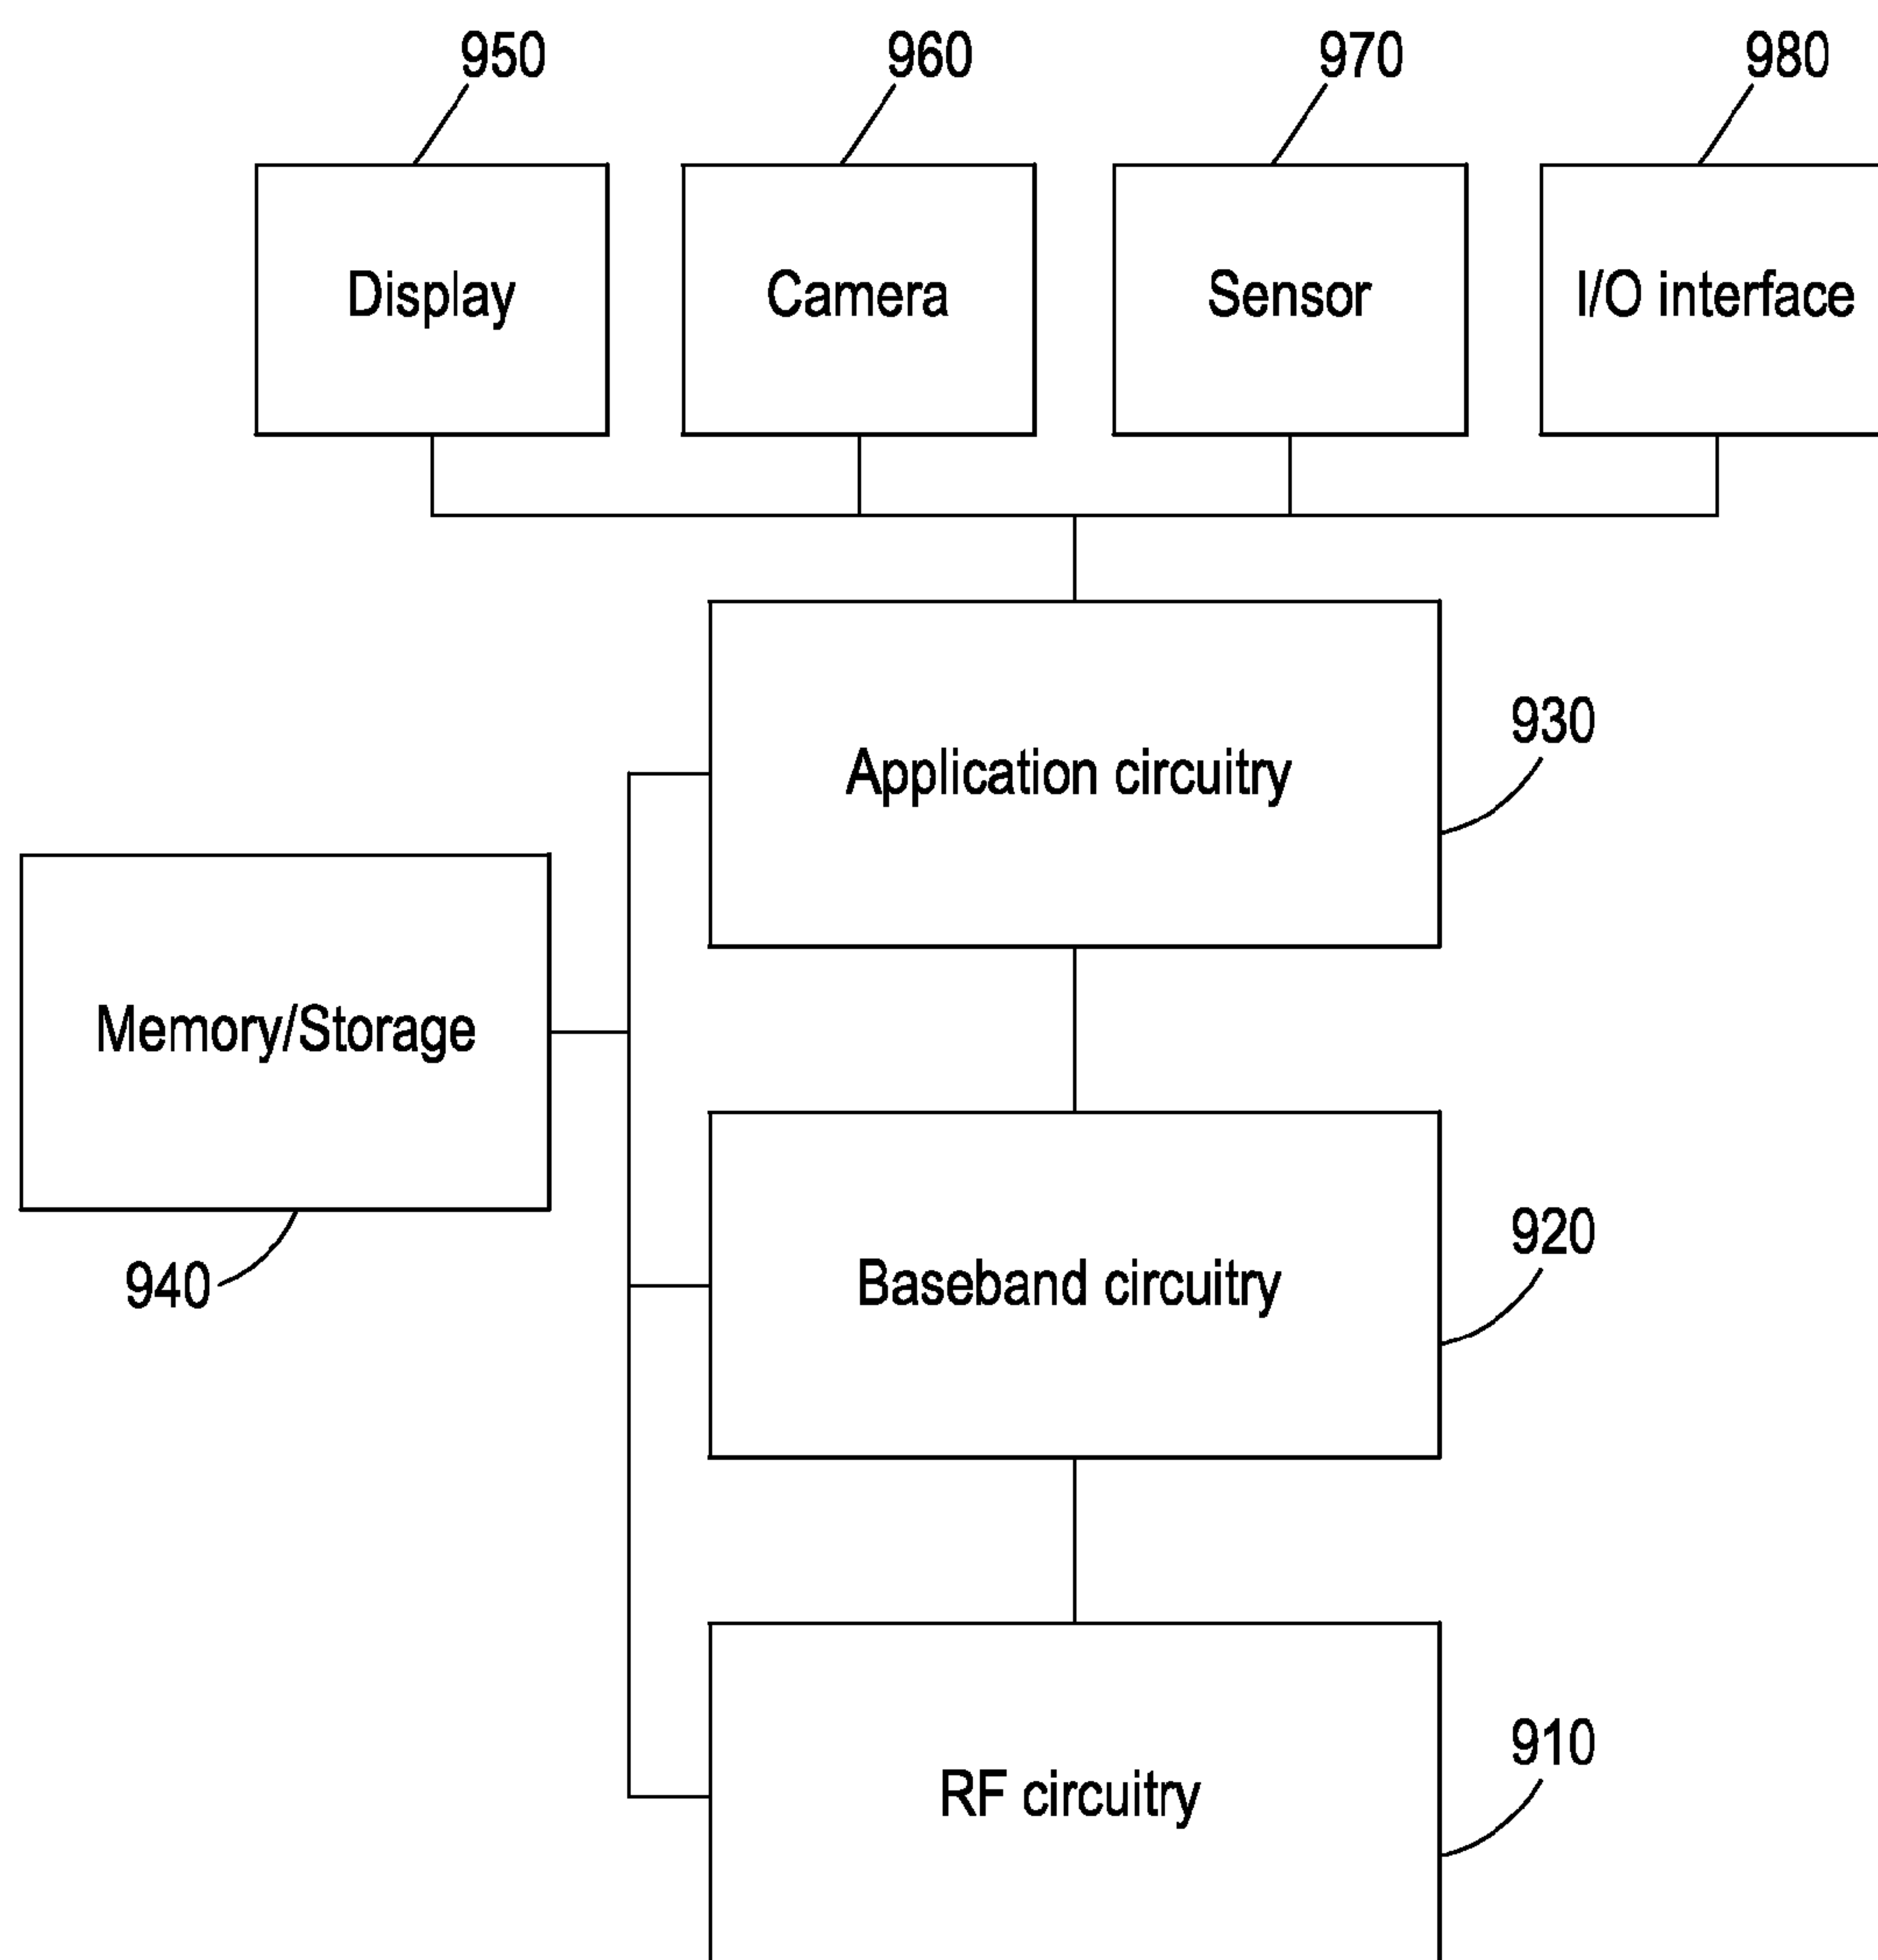 950 960 970 980
Display Camera Sensor I/O interface
930
Application circuitry
Memory/Storage
920
940 Baseband circuitry
910
RF circuitry